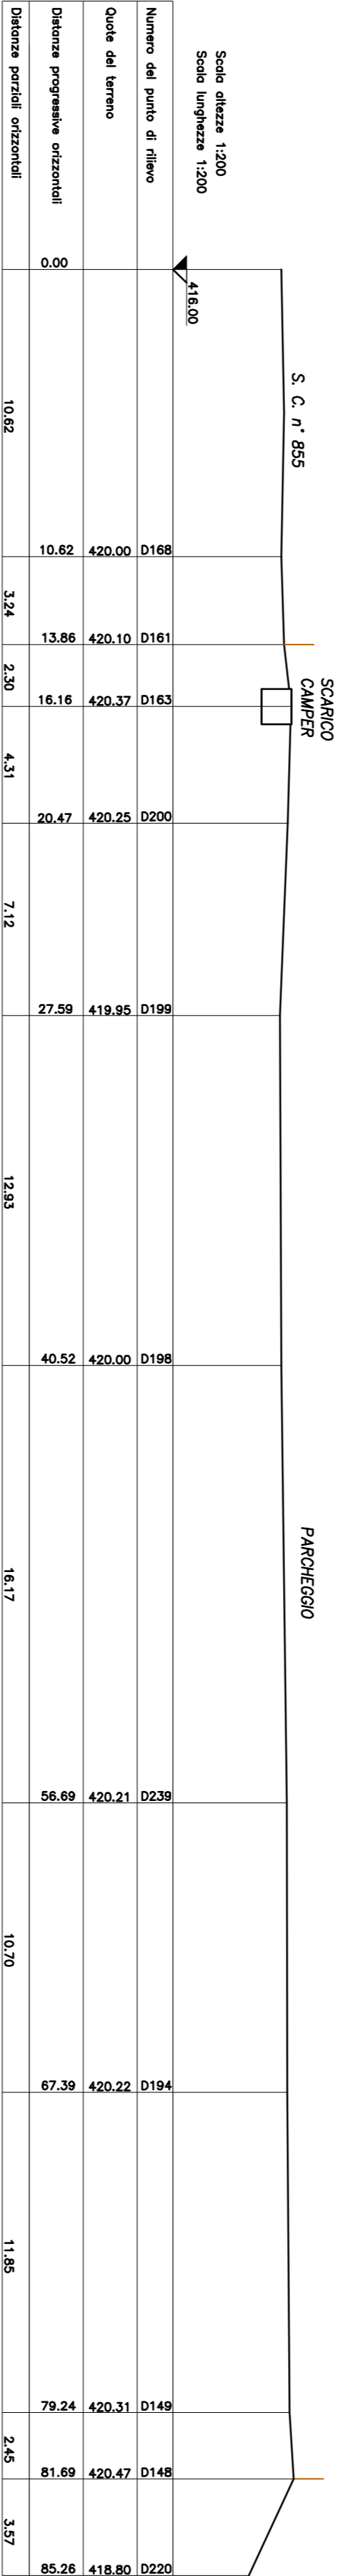 S. C. n° 855
SCARICO
CAMPER
PARCHEGGIO
Scala altezze 1:200
Scala lunghezze 1:200
416.00
Numero del punto di rilievo
D168 D161 D163 D200 D199 D198 D239 D194 D149 D148 D220
Quote del terreno
420.00 420.10 420.37 420.25 419.95 420.00 420.21 420.22 420.31 420.47 418.80
Distanze progressive orizzontali
0.00 10.62 13.86 16.16 20.47 27.59 40.52 56.69 67.39 79.24 81.69 85.26
Distanze parziali orizzontali
10.62 3.24 2.30 4.31 7.12 12.93 16.17 10.70 11.85 2.45 3.57